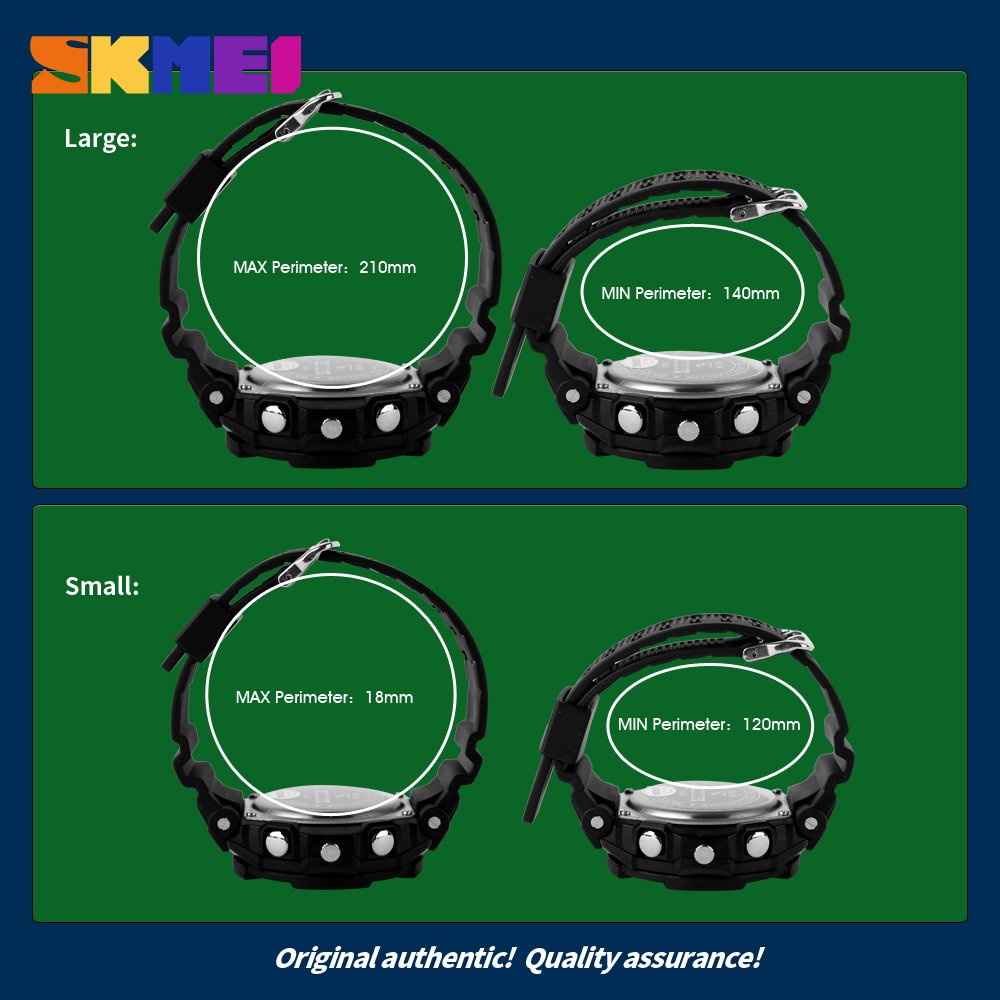 SKMEI
Large:
MAX Perimeter: 210mm
MIN Perimeter: 140mm
Small:
MAX Perimeter: 18mm
MIN Perimeter: 120mm
Original authentic! Quality assurance!